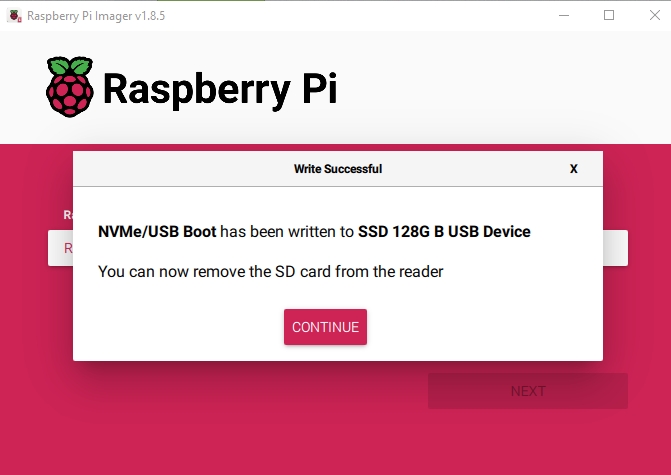 Raspberry Pi Imager v1.8.5
Raspberry Pi
Write Successful
X
NVMe/USB Boot has been written to SSD 128G B USB Device
You can now remove the SD card from the reader
CONTINUE
NEXT